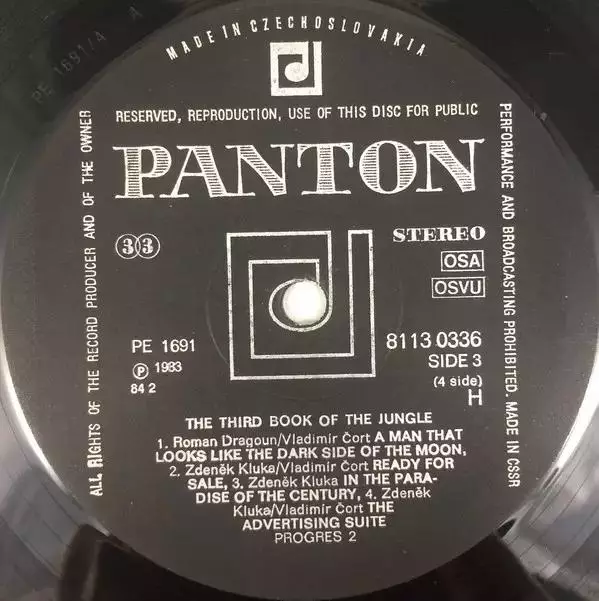 MADE IN CZECHOSLOVAKIA
PE 1691/4 A
RESERVED, REPRODUCTION, USE OF THIS DISC FOR PUBLIC
PERFORMANCE AND BROADCASTING PROHIBITED. MADE IN CSSR
ALL RIGHTS OF THE RECORD PRODUCER AND OF THE OWNER
PANTON
33
STEREO
OSA
OSVU
PE 1691
8113 0336
Ⓟ 1983
SIDE 3
84 2
(4 side)
H
THE THIRD BOOK OF THE JUNGLE
1. Roman Dragoun/Vladimír Čort A MAN THAT
LOOKS LIKE THE DARK SIDE OF THE MOON,
2. Zdeněk Kluka/Vladimír Čort READY FOR
SALE, 3. Zdeněk Kluka IN THE PARA-
DISE OF THE CENTURY, 4. Zdeněk
Kluka/Vladimír Čort THE
ADVERTISING SUITE
PROGRES 2